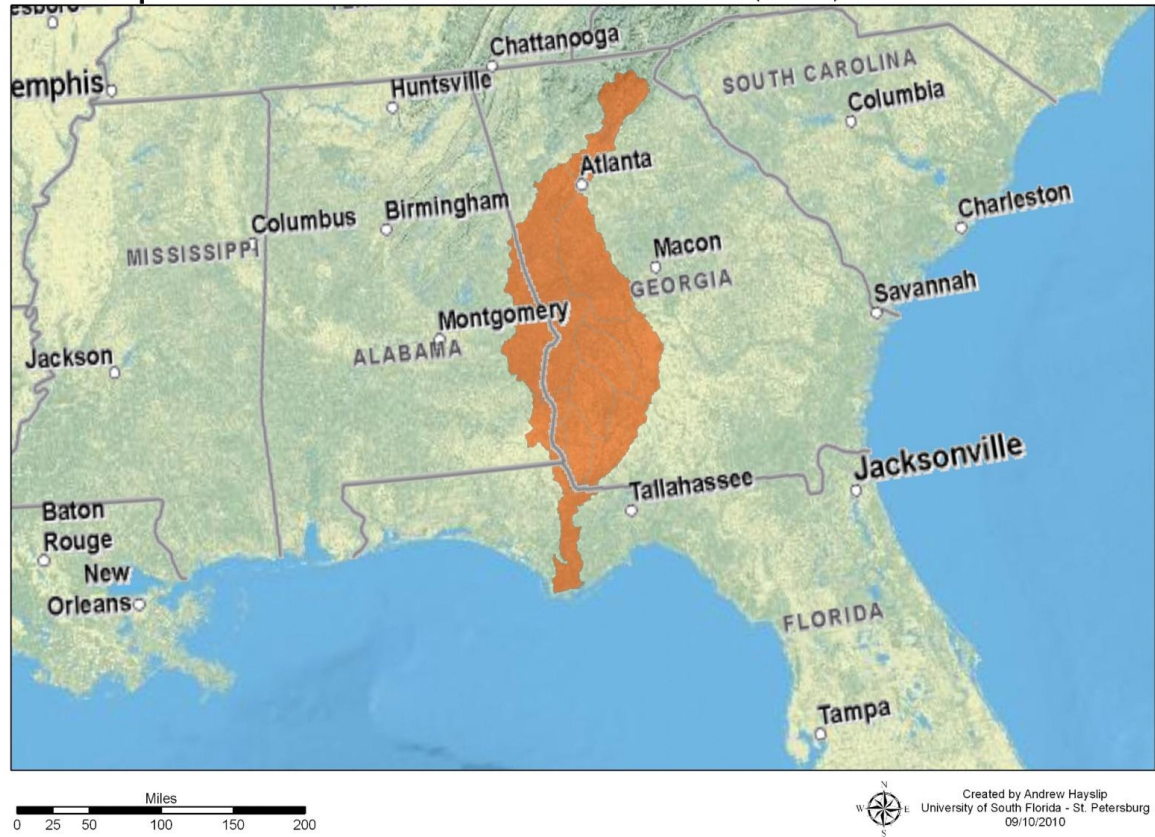 Chattanooga
Huntsville
SOUTH CAROLINA
Columbia
Atlanta
Columbus
Birmingham
Charleston
MISSISSIPPI
Macon
GEORGIA
Savannah
Montgomery
Jackson
ALABAMA
Jacksonville
Tallahassee
Baton
Rouge
New
Orleans
FLORIDA
Tampa
Miles
0 25 50 100 150 200
N
W E
S
Created by Andrew Hayslip
University of South Florida - St. Petersburg
09/10/2010